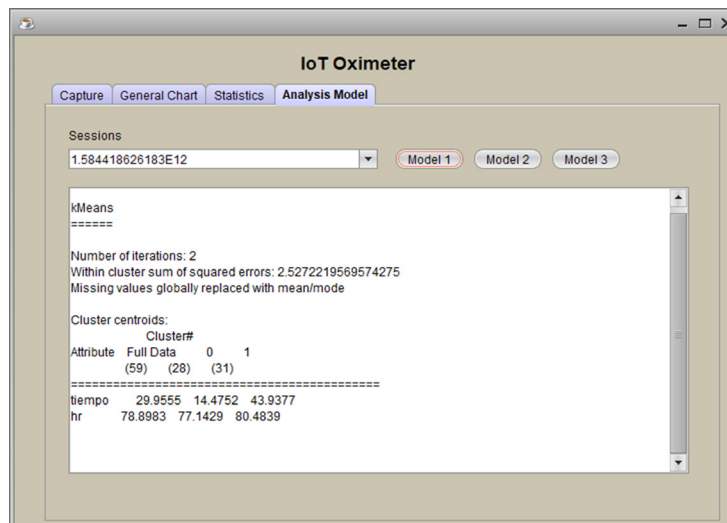 IoT Oximeter
Capture General Chart Statistics Analysis Model
Sessions
1.584418626183E12 Model 1 Model 2 Model 3
kMeans
======
Number of iterations: 2
Within cluster sum of squared errors: 2.5272219569574275
Missing values globally replaced with mean/mode
Cluster centroids:
Cluster#
Attribute Full Data 0 1
(59) (28) (31)
============================================
tiempo 29.9555 14.4752 43.9377
hr 78.8983 77.1429 80.4839